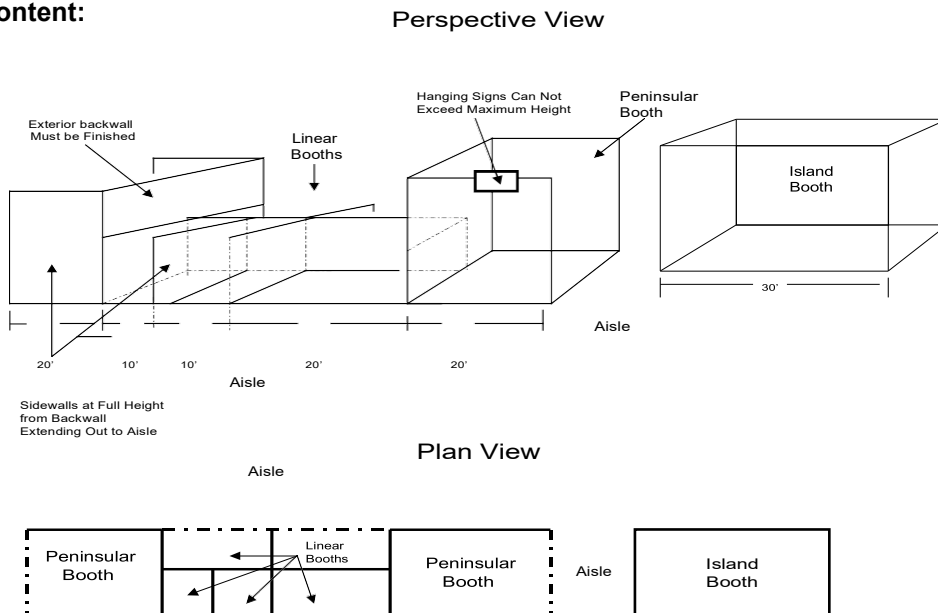 ontent:
Perspective View
Hanging Signs Can Not
Exceed Maximum Height
Peninsular
Booth
Exterior backwall
Must be Finished
Linear
Booths
Island
Booth
30'
Aisle
20'
10'
10'
20'
20'
Aisle
Sidewalls at Full Height
from Backwall
Extending Out to Aisle
Plan View
Aisle
Peninsular
Booth
Linear
Booths
Peninsular
Booth
Aisle
Island
Booth